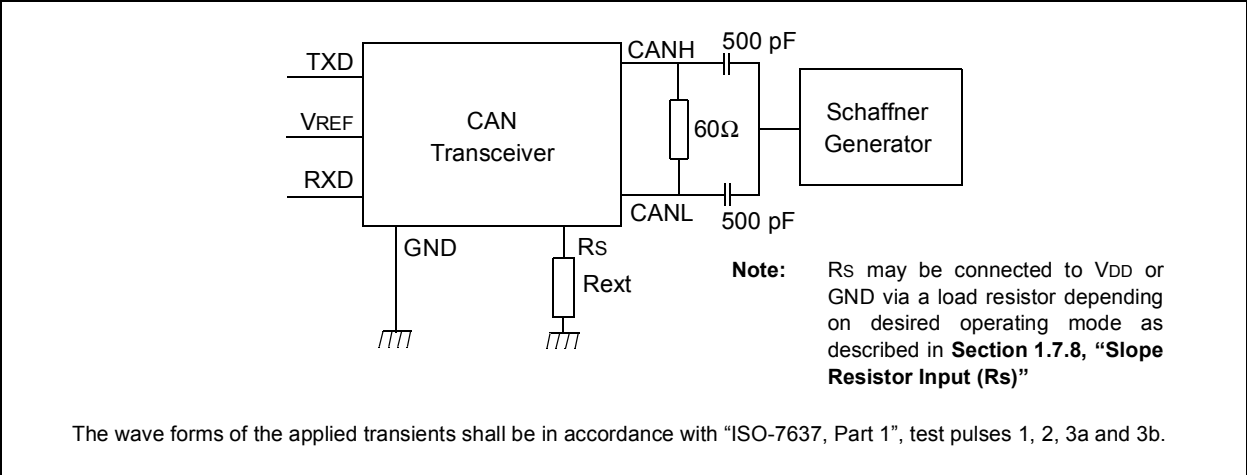 TXD
VREF
RXD
CAN
Transceiver
CANH
CANL
500 pF
60Ω
500 pF
Schaffner
Generator
GND
RS
Rext
Note: RS may be connected to VDD or
GND via a load resistor depending
on desired operating mode as
described in Section 1.7.8, “Slope
Resistor Input (Rs)”
The wave forms of the applied transients shall be in accordance with “ISO-7637, Part 1”, test pulses 1, 2, 3a and 3b.